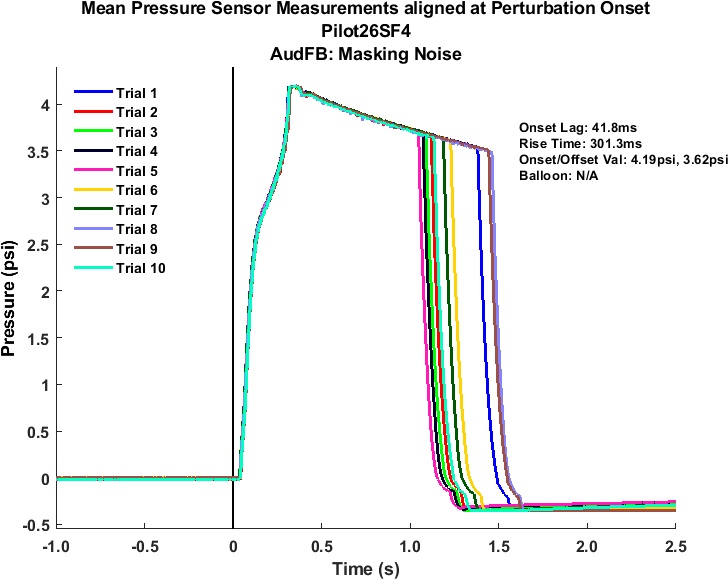 Mean Pressure Sensor Measurements aligned at Perturbation Onset
Pilot26SF4
AudFB: Masking Noise
Trial 1
Trial 2
Trial 3
Trial 4
Trial 5
Trial 6
Trial 7
Trial 8
Trial 9
Trial 10
Onset Lag: 41.8ms
Rise Time: 301.3ms
Onset/Offset Val: 4.19psi, 3.62psi
Balloon: N/A
Pressure (psi)
4
3.5
3
2.5
2
1.5
1
0.5
0
-0.5
-1.0
-0.5
0
0.5
1.0
1.5
2.0
2.5
Time (s)